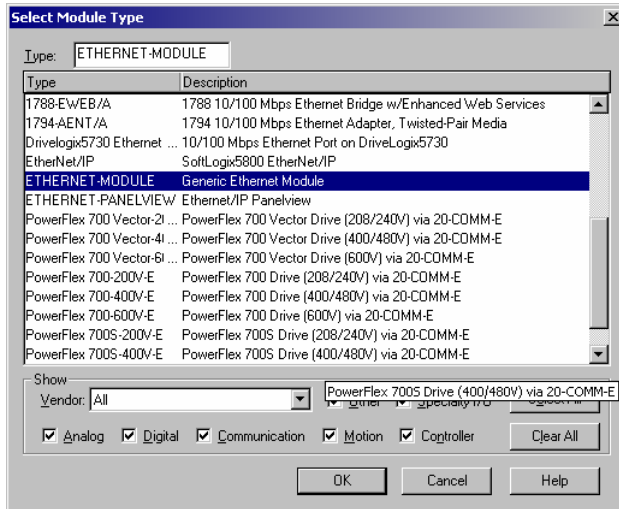 Select Module Type
Type: ETHERNET-MODULE
Type Description
1788-EWEB/A 1788 10/100 Mbps Ethernet Bridge w/Enhanced Web Services
1794-AENT/A 1794 10/100 Mbps Ethernet Adapter, Twisted-Pair Media
Drivelogix5730 Ethernet ... 10/100 Mbps Ethernet Port on DriveLogix5730
EtherNet/IP SoftLogix5800 EtherNet/IP
ETHERNET-MODULE Generic Ethernet Module
ETHERNET-PANELVIEW Ethernet/IP Panelview
PowerFlex 700 Vector-2( ... PowerFlex 700 Vector Drive (208/240V) via 20-COMM-E
PowerFlex 700 Vector-4( ... PowerFlex 700 Vector Drive (400/480V) via 20-COMM-E
PowerFlex 700 Vector-6( ... PowerFlex 700 Vector Drive (600V) via 20-COMM-E
PowerFlex 700-200V-E PowerFlex 700 Drive (208/240V) via 20-COMM-E
PowerFlex 700-400V-E PowerFlex 700 Drive (400/480V) via 20-COMM-E
PowerFlex 700-600V-E PowerFlex 700 Drive (600V) via 20-COMM-E
PowerFlex 700S-200V-E PowerFlex 700S Drive (208/240V) via 20-COMM-E
PowerFlex 700S-400V-E PowerFlex 700S Drive (400/480V) via 20-COMM-E
Show
Vendor: All
PowerFlex 700S Drive (400/480V) via 20-COMM-E
Analog Digital Communication Motion Controller Clear All
OK Cancel Help